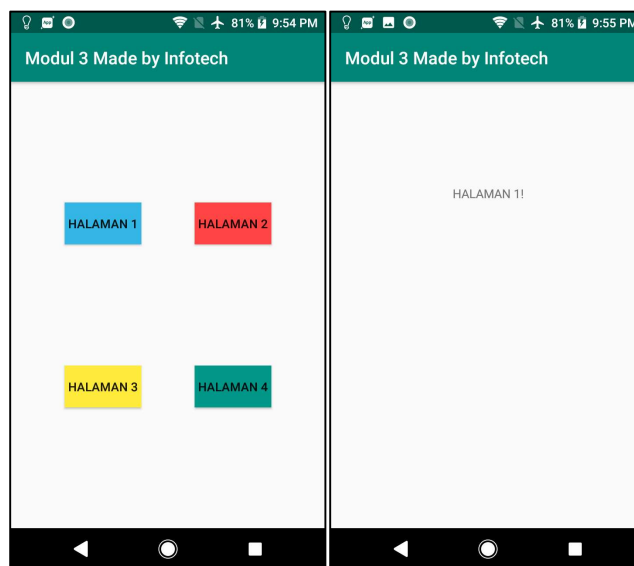 81% 9:54 PM
Modul 3 Made by Infotech
HALAMAN 1
HALAMAN 2
HALAMAN 3
HALAMAN 4
81% 9:55 PM
Modul 3 Made by Infotech
HALAMAN 1!